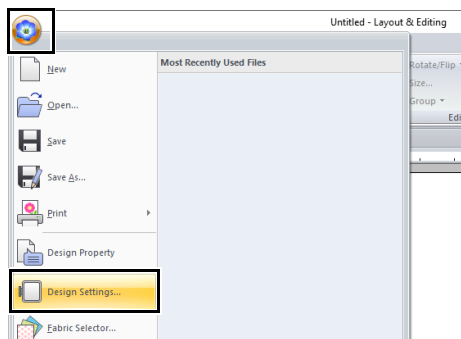 Untitled - Layout & Editing
New
Most Recently Used Files
Rotate/Flip
Size...
Open...
Group
Edi
Save
Save As...
Print
Design Property
Design Settings...
Fabric Selector...